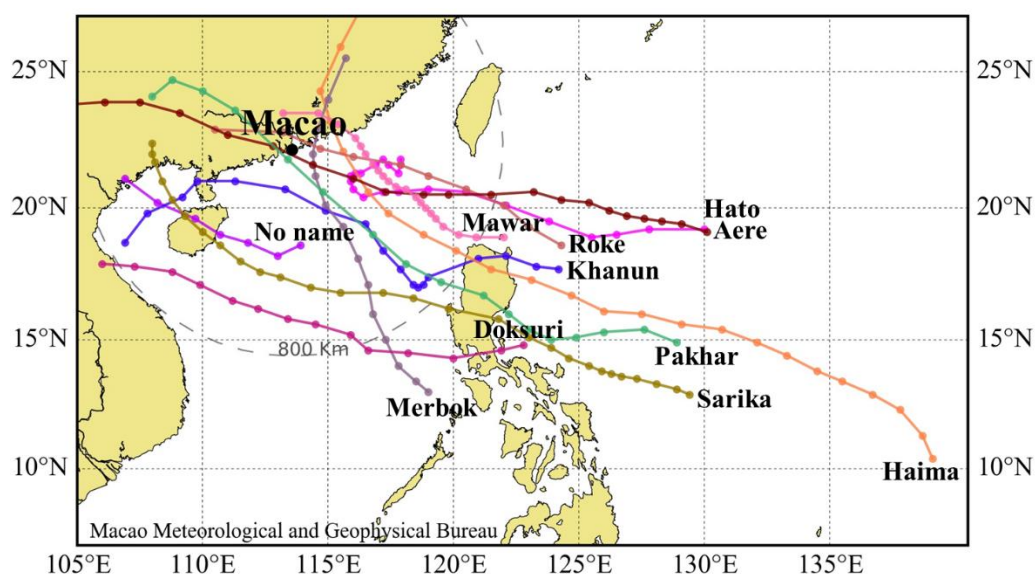 25°N
25°N
Macao
20°N
20°N
No name
Mawar
Hato
Roke
Aere
Khanun
15°N
15°N
800 Km
Doksuri
Pakhar
Merbok
Sarika
10°N
10°N
Haima
Macao Meteorological and Geophysical Bureau
105°E 110°E 115°E 120°E 125°E 130°E 135°E